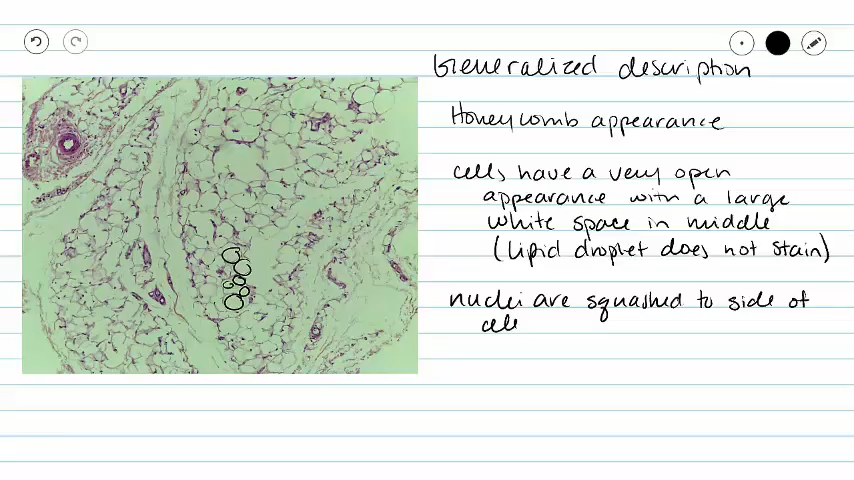 Generalized description
Honeycomb appearance
cells have a very open
appearance with a large
white space in middle
(lipid droplet does not stain)
nuclei are squashed to side of
cell